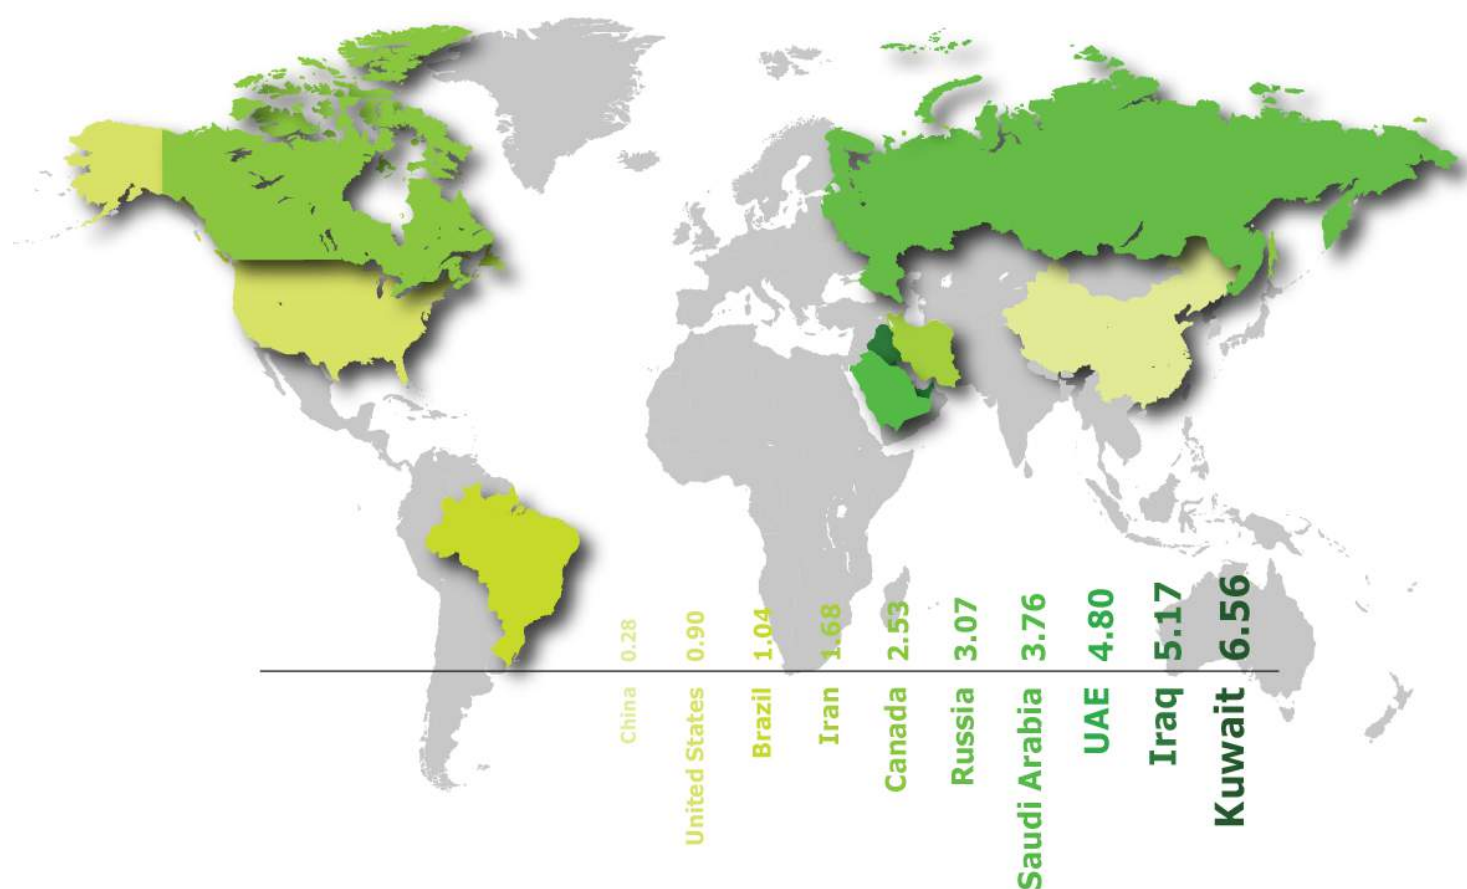 China 0.28
United States 0.90
Brazil 1.04
Iran 1.68
Canada 2.53
Russia 3.07
Saudi Arabia 3.76
UAE 4.80
Iraq 5.17
Kuwait 6.56